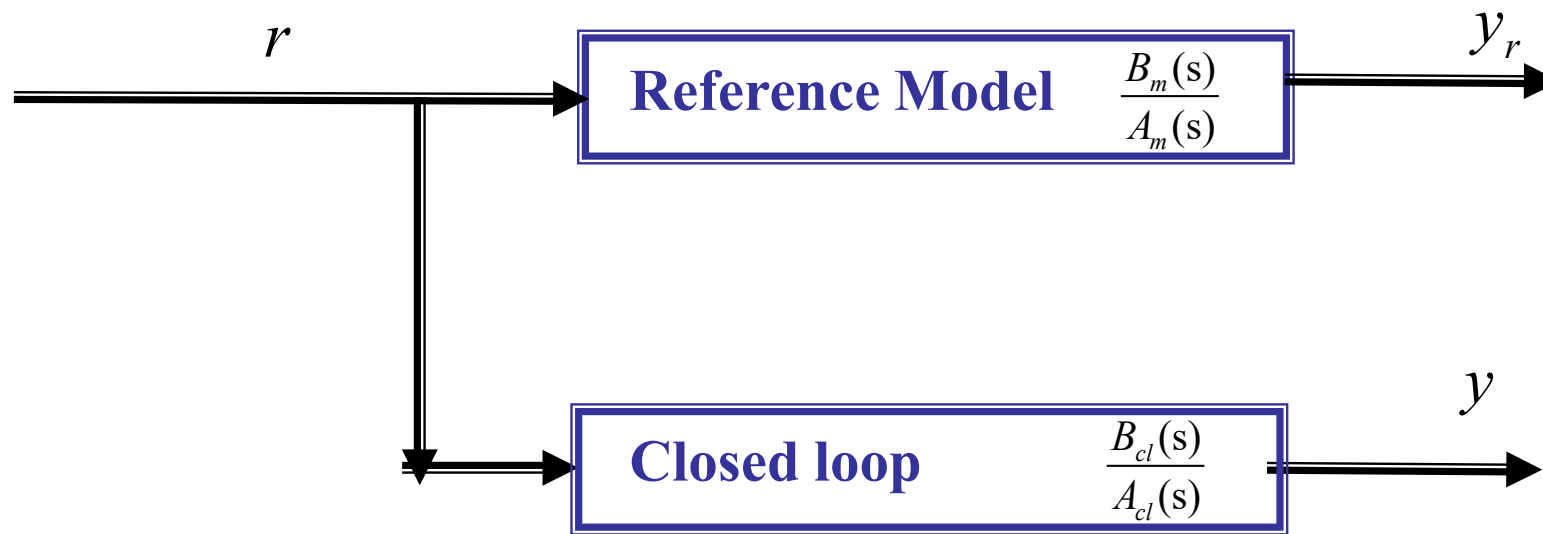 r
y_r
Reference Model B_m(s)
A_m(s)
y
Closed loop B_cl(s)
A_cl(s)